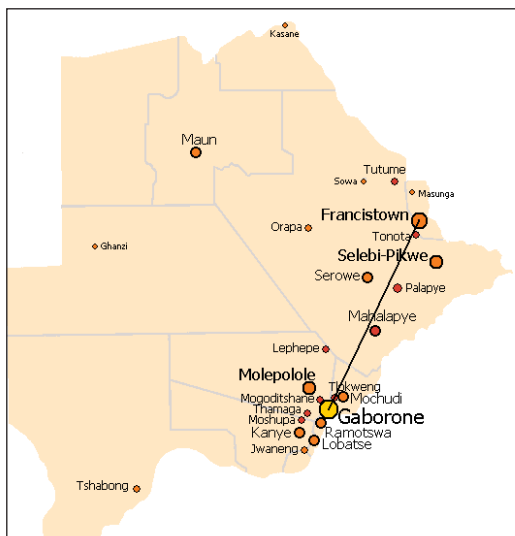 Kasane
Maun
Tutume
Sowa
Masunga
Francistown
Orapa
Tonota
Ghanzi
Selebi-Pikwe
Serowe
Palapye
Mahalapye
Lephepe
Molepolole
Tlokweng
Mogoditshane
Mochudi
Thamaga
Gaborone
Moshupa
Kanye
Ramotswa
Lobatse
Jwaneng
Tshabong